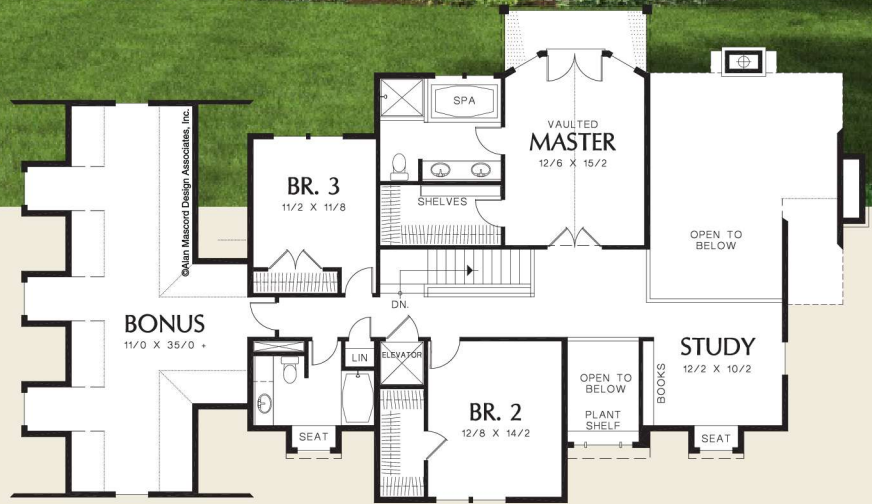 ©Alan Mascord Design Associates, Inc.
SPA
VAULTED
MASTER
12/6 X 15/2
BR. 3
11/2 X 11/8
SHELVES
OPEN TO
BELOW
DN.
BONUS
11/0 X 35/0 +
LIN
ELEVATOR
STUDY
12/2 X 10/2
BOOKS
OPEN TO
BELOW
PLANT
SHELF
BR. 2
12/8 X 14/2
SEAT
SEAT